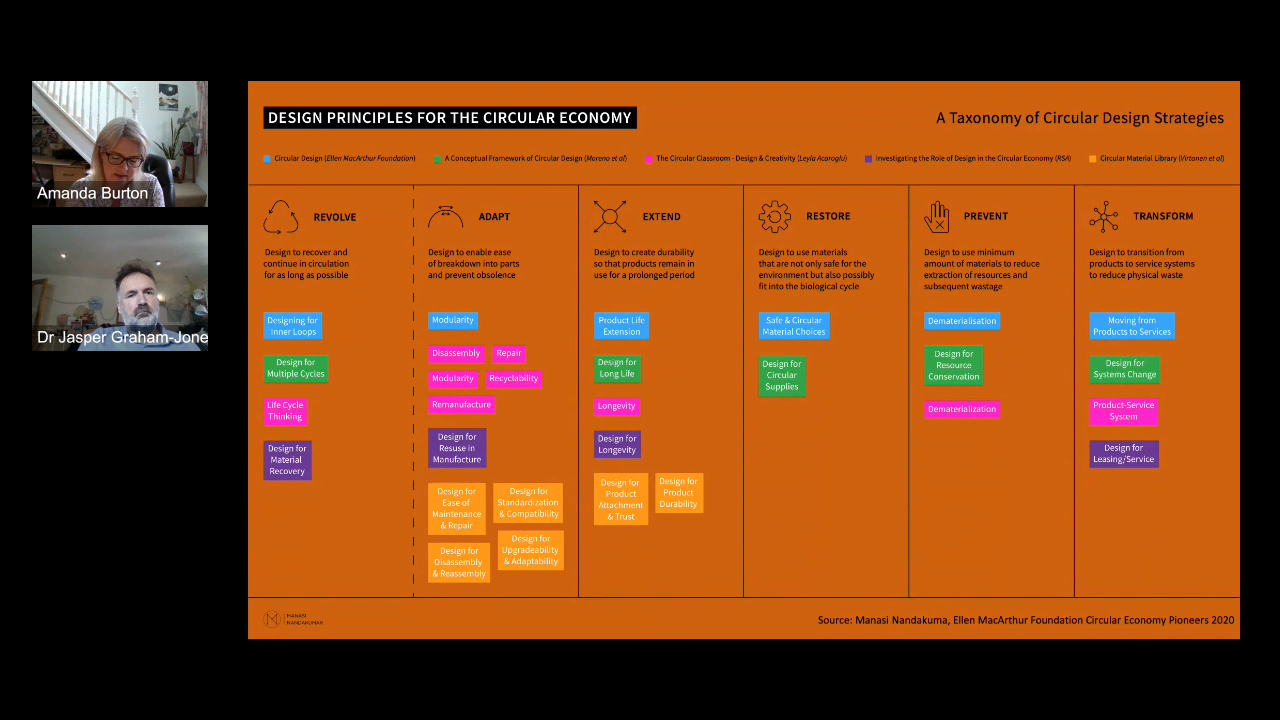 Amanda Burton
Dr Jasper Graham-Jone
DESIGN PRINCIPLES FOR THE CIRCULAR ECONOMY
A Taxonomy of Circular Design Strategies
Circular Design (Ellen MacArthur Foundation)
A Conceptual Framework of Circular Design (Moreno et al)
The Circular Classroom - Design & Creativity (Leyla Acaroglu)
Investigating the Role of Design in the Circular Economy (RSA)
Circular Material Library (Virtanen et al)
REVOLVE
Design to recover and
continue in circulation
for as long as possible
Designing for
Inner Loops
Design for
Multiple Cycles
Life Cycle
Thinking
Design for
Material
Recovery
ADAPT
Design to enable ease
of breakdown into parts
and prevent obsolence
Modularity
Disassembly
Repair
Modularity
Recyclability
Remanufacture
Design for
Resuse in
Manufacture
Design for
Ease of
Maintenance
& Repair
Design for
Standardization
& Compatibility
Design for
Disassembly
& Reassembly
Design for
Upgradeability
& Adaptability
EXTEND
Design to create durability
so that products remain in
use for a prolonged period
Product Life
Extension
Design for
Long Life
Longevity
Design for
Longevity
Design for
Product
Attachment
& Trust
Design for
Product
Durability
RESTORE
Design to use materials
that are not only safe for the
environment but also possibly
fit into the biological cycle
Safe & Circular
Material Choices
Design for
Circular
Supplies
PREVENT
Design to use minimum
amount of materials to reduce
extraction of resources and
subsequent wastage
Dematerialisation
Design for
Resource
Conservation
Dematerialization
TRANSFORM
Design to transition from
products to service systems
to reduce physical waste
Moving from
Products to Services
Design for
Systems Change
Product-Service
System
Design for
Leasing/Service
MANASI
NANDAKUMAR
Source: Manasi Nandakuma, Ellen MacArthur Foundation Circular Economy Pioneers 2020